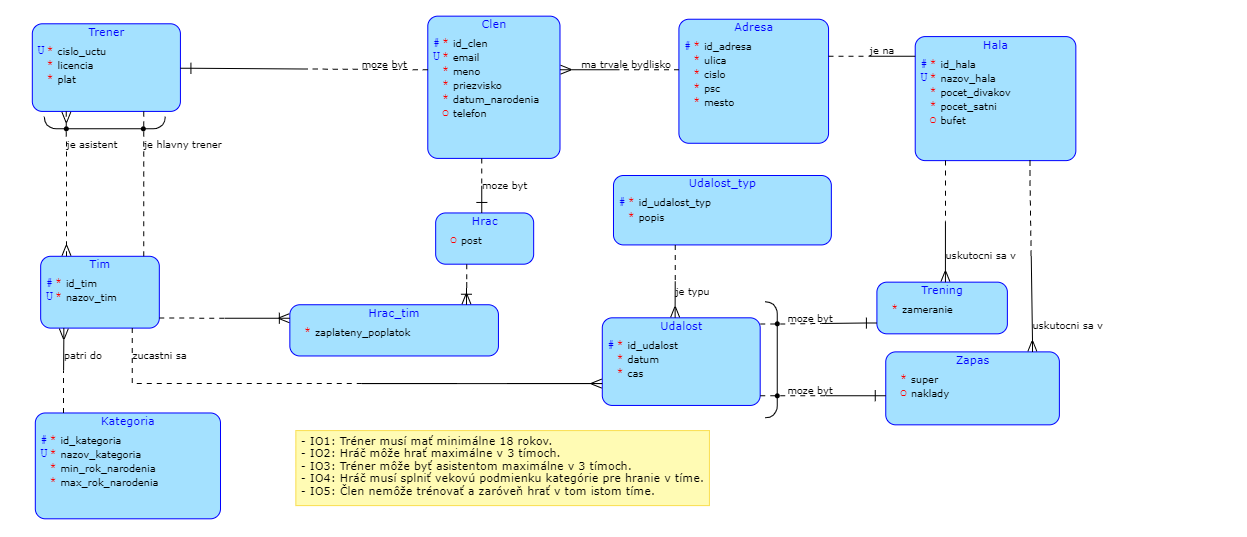 Trener
U * cislo_uctu
* licencia
* plat
Clen
# * id_clen
U * email
* meno
* priezvisko
* datum_narodenia
o telefon
Adresa
# * id_adresa
* ulica
* cislo
* psc
* mesto
Hala
# * id_hala
U * nazov_hala
* pocet_divakov
* pocet_satni
o bufet
moze byt
ma trvale bydlisko
je na
je asistent
je hlavny trener
moze byt
Udalost_typ
# * id_udalost_typ
* popis
Hrac
o post
Tim
# * id_tim
U * nazov_tim
Hrac_tim
* zaplateny_poplatok
je typu
Udalost
# * id_udalost
* datum
* cas
uskutocni sa v
Trening
* zameranie
uskutocni sa v
moze byt
moze byt
Zapas
* super
o naklady
patri do
zucastni sa
Kategoria
# * id_kategoria
U * nazov_kategoria
* min_rok_narodenia
* max_rok_narodenia
- IO1: Tréner musí mať minimálne 18 rokov.
- IO2: Hráč môže hrať maximálne v 3 tímoch.
- IO3: Tréner môže byť asistentom maximálne v 3 tímoch.
- IO4: Hráč musí splniť vekovú podmienku kategórie pre hranie v tíme.
- IO5: Člen nemôže trénovať a zaróveň hrať v tom istom tíme.